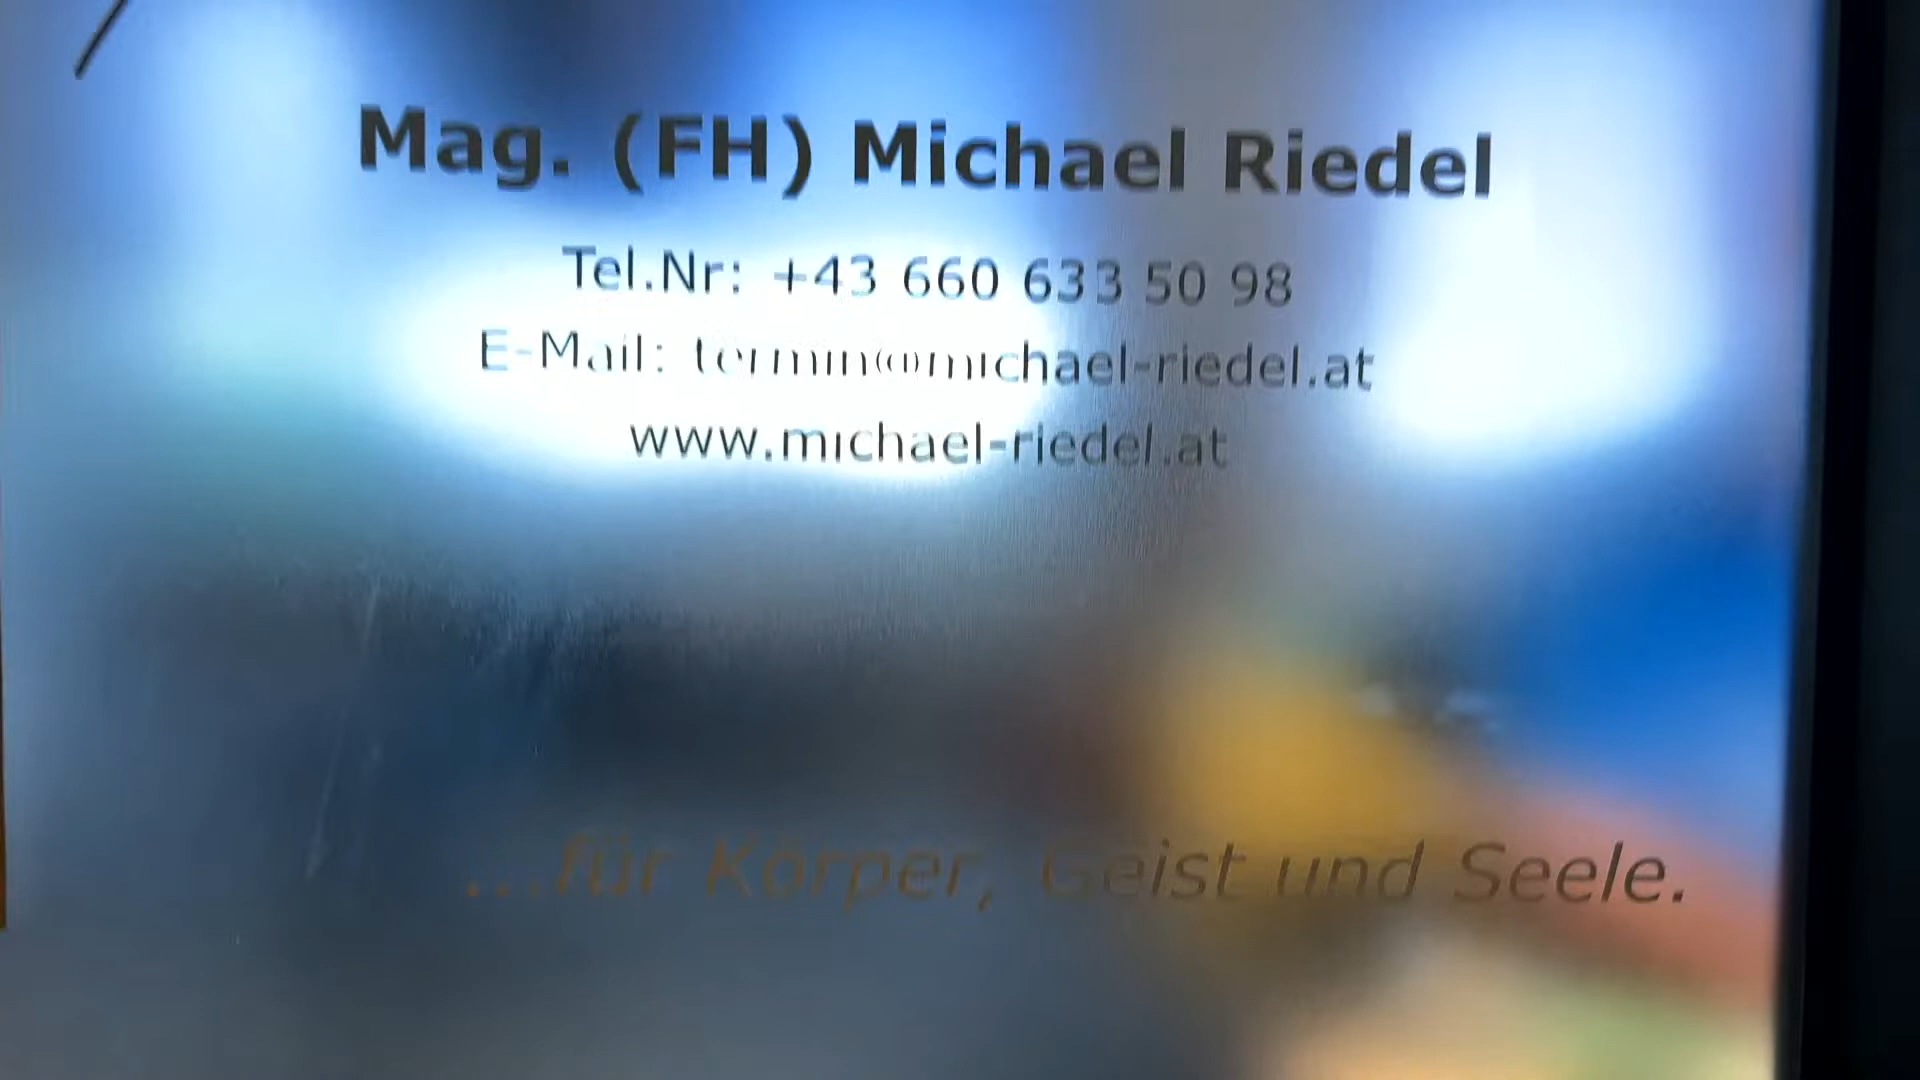 Mag. (FH) Michael Riedel
Tel.Nr: +43 660 633 50 98
E-Mail: termin@michael-riedel.at
www.michael-riedel.at
...für Körper, Geist und Seele.